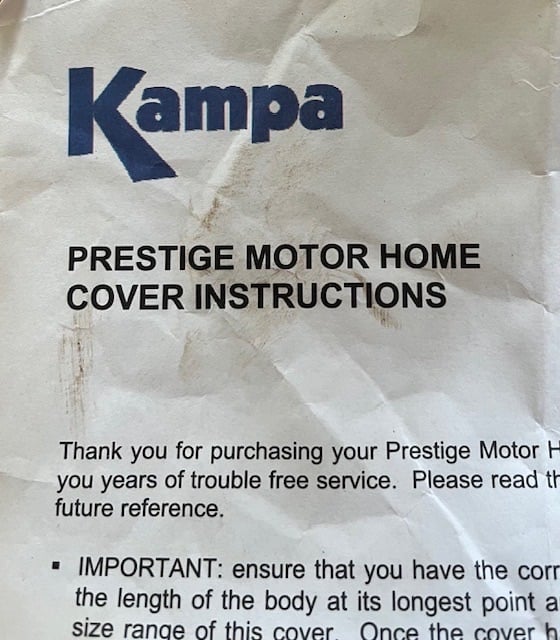 Kampa
PRESTIGE MOTOR HOME
COVER INSTRUCTIONS
Thank you for purchasing your Prestige Motor H
you years of trouble free service. Please read th
future reference.
▪ IMPORTANT: ensure that you have the corr
the length of the body at its longest point a
size range of this cover. Once the cover h